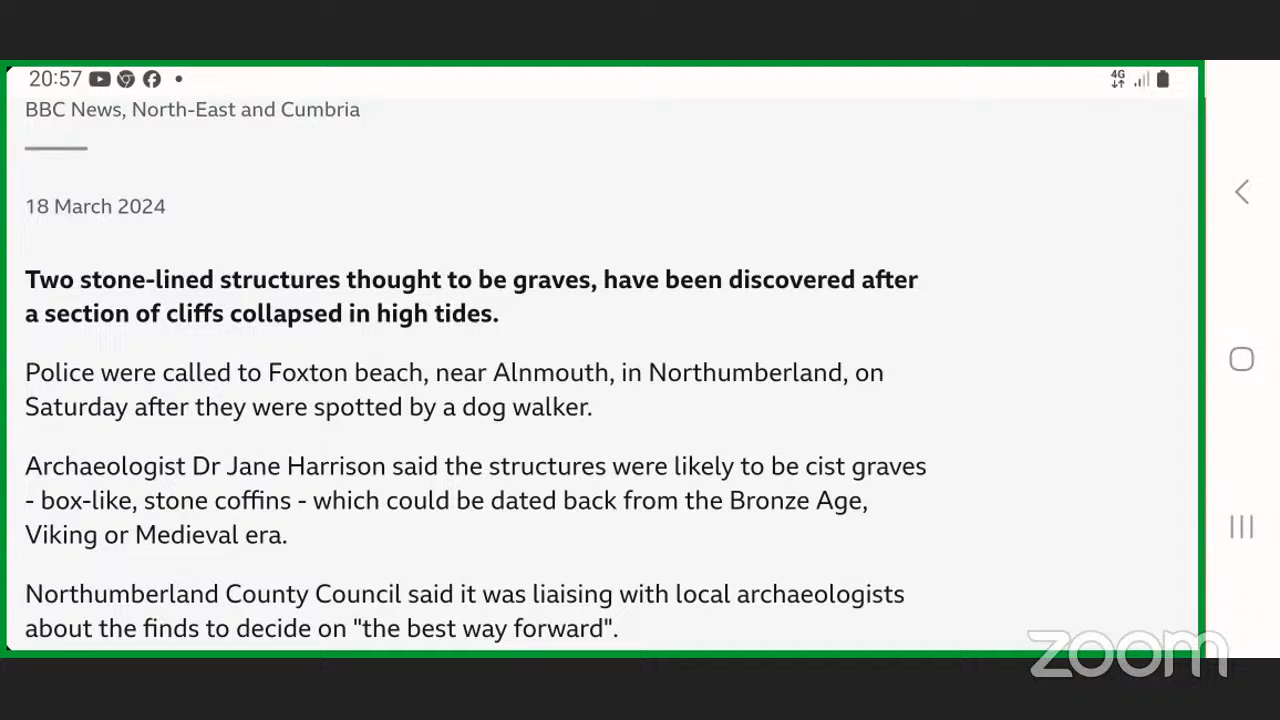 20:57
4G
BBC News, North-East and Cumbria
18 March 2024
Two stone-lined structures thought to be graves, have been discovered after
a section of cliffs collapsed in high tides.
Police were called to Foxton beach, near Alnmouth, in Northumberland, on
Saturday after they were spotted by a dog walker.
Archaeologist Dr Jane Harrison said the structures were likely to be cist graves
- box-like, stone coffins - which could be dated back from the Bronze Age,
Viking or Medieval era.
Northumberland County Council said it was liaising with local archaeologists
about the finds to decide on "the best way forward".
zoom